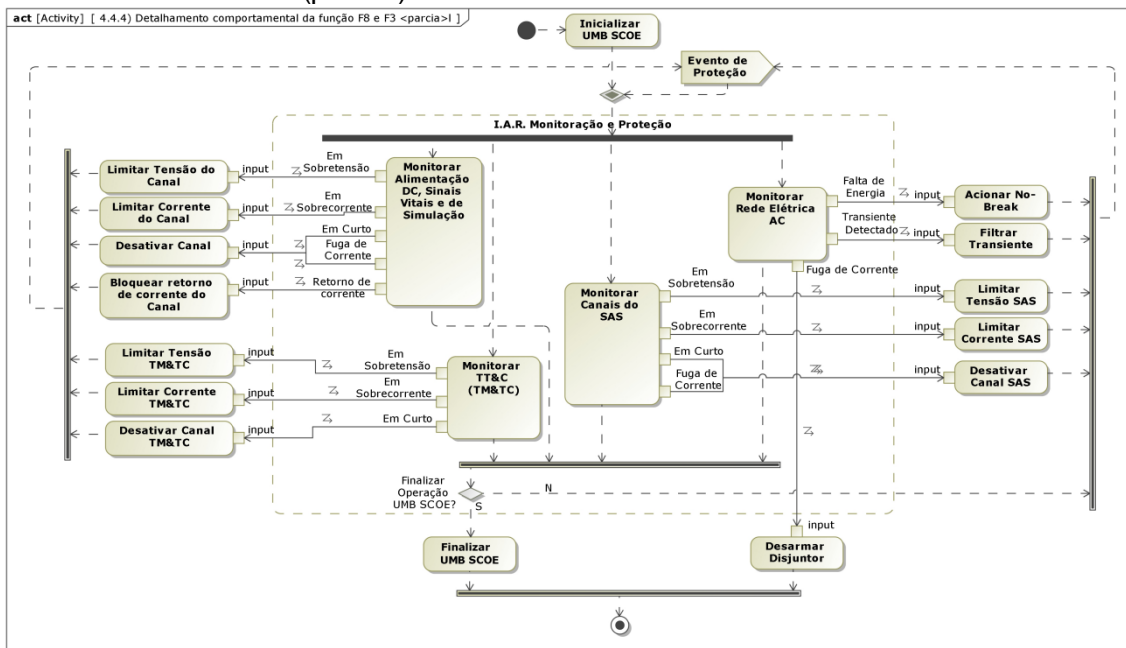 act [Activity] [ 4.4.4) Detalhamento comportamental da função F8 e F3 <parcia>l ]
Inicializar
UMB SCOE
Evento de
Proteção
I.A.R. Monitoração e Proteção
Limitar Tensão do
Canal
input
Em
Sobretensão
Monitorar
Alimentação
DC, Sinais
Vitais e de
Simulação
Limitar Corrente
do Canal
input
Em
Sobrecorrente
Desativar Canal
input
Em Curto
Fuga de
Corrente
Bloquear retorno
de corrente do
Canal
input
Retorno de
corrente
Monitorar
Rede Elétrica
AC
Falta de
Energia
input
Acionar No-
Break
Transiente
Detectado
input
Filtrar
Transiente
Fuga de Corrente
Monitorar
Canais do
SAS
Em
Sobretensão
input
Limitar
Tensão SAS
Em
Sobrecorrente
input
Limitar
Corrente SAS
Em Curto
Fuga de
Corrente
input
Desativar
Canal SAS
Limitar Tensão
TM&TC
input
Em
Sobretensão
Monitorar
TT&C
(TM&TC)
Limitar Corrente
TM&TC
input
Em
Sobrecorrente
Desativar Canal
TM&TC
input
Em Curto
Finalizar
Operação
UMB SCOE?
N
S
input
Finalizar
UMB SCOE
Desarmar
Disjuntor